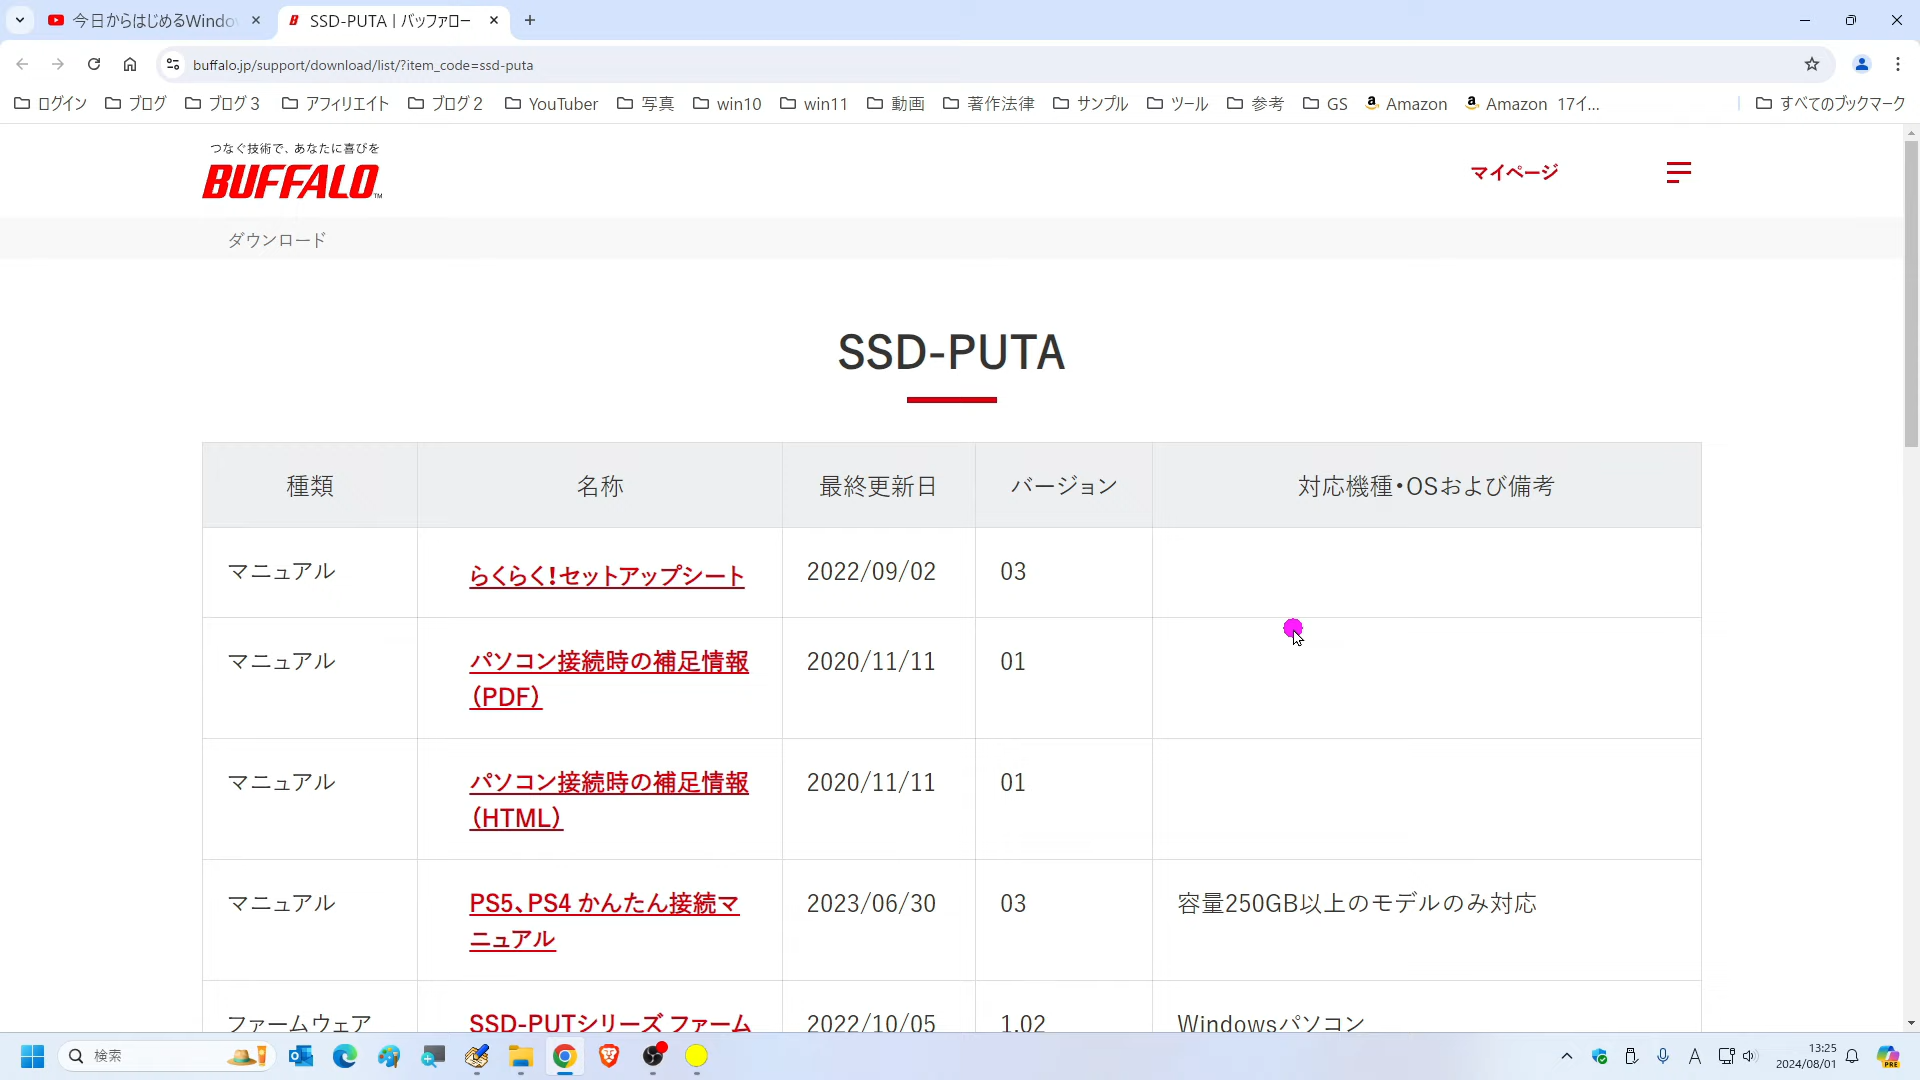 今日からはじめるWindo
SSD-PUTA | バッファロー
buffalo.jp/support/download/list/?item_code=ssd-puta
ログイン ブログ ブログ３ アフィリエイト ブログ２ YouTuber 写真 win10 win11 動画 著作法律 サンプル ツール 参考 GS Amazon Amazon 17イ... すべてのブックマーク
つなぐ技術で、あなたに喜びを
BUFFALO™
マイページ
ダウンロード
SSD-PUTA
種類 名称 最終更新日 バージョン 対応機種・OSおよび備考
マニュアル らくらく！セットアップシート 2022/09/02 03
マニュアル パソコン接続時の補足情報 2020/11/11 01
（PDF）
マニュアル パソコン接続時の補足情報 2020/11/11 01
（HTML）
マニュアル PS5、PS4 かんたん接続マ 2023/06/30 03 容量250GB以上のモデルのみ対応
ニュアル
ファームウェア SSD-PUTシリーズ ファーム 2022/10/05 1.02 Windowsパソコン
検索
A
13:25
2024/08/01
PRE